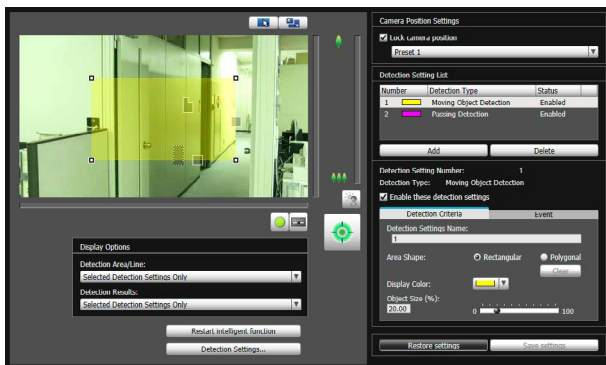 Camera Position Settings
Lock camera position
Preset 1
Detection Setting List
Number Detection Type Status
1 Moving Object Detection Enabled
2 Passing Detection Enabled
Add Delete
Detection Setting Number: 1
Detection Type: Moving Object Detection
Enable these detection settings
Detection Criteria Event
Detection Settings Name:
1
Area Shape: Rectangular Polygonal
Clear
Display Color:
Object Size (%):
20.00 0 100
Restore settings Save settings
Display Options
Detection Area/Line:
Selected Detection Settings Only
Detection Results:
Selected Detection Settings Only
Restart intelligent function
Detection Settings...